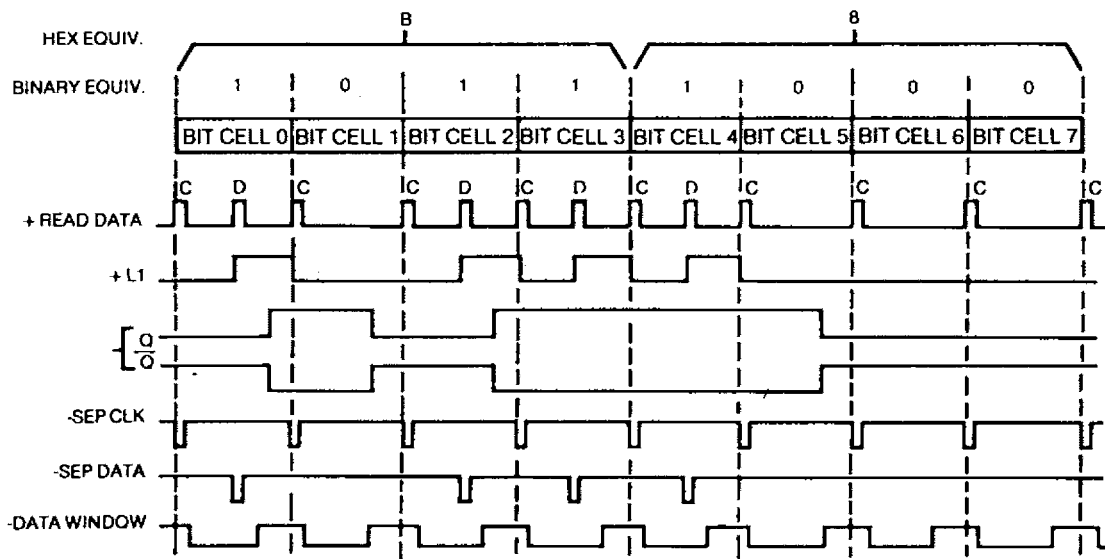 HEX EQUIV. B 8
BINARY EQUIV. 1 0 1 1 1 0 0 0
BIT CELL 0 BIT CELL 1 BIT CELL 2 BIT CELL 3 BIT CELL 4 BIT CELL 5 BIT CELL 6 BIT CELL 7
C D C C D C D C D C C C C
+ READ DATA
+ L1
Q
Q
-SEP CLK
-SEP DATA
-DATA WINDOW